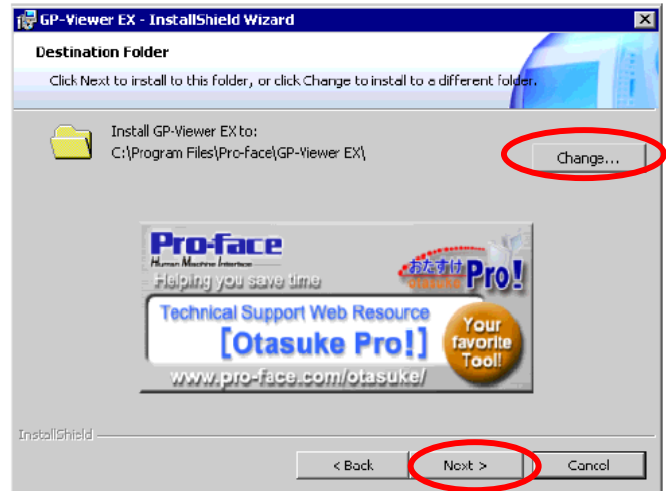 GP-Viewer EX - InstallShield Wizard
Destination Folder
Click Next to install to this folder, or click Change to install to a different folder.
Install GP-Viewer EX to:
C:\Program Files\Pro-face\GP-Viewer EX\
Change...
Pro-face
Human Machine Interface
Helping you save time
おたすけ Pro!
otasuke
Technical Support Web Resource
[Otasuke Pro!]
Your
favorite
Tool!
www.pro-face.com/otasuke/
InstallShield
< Back
Next >
Cancel